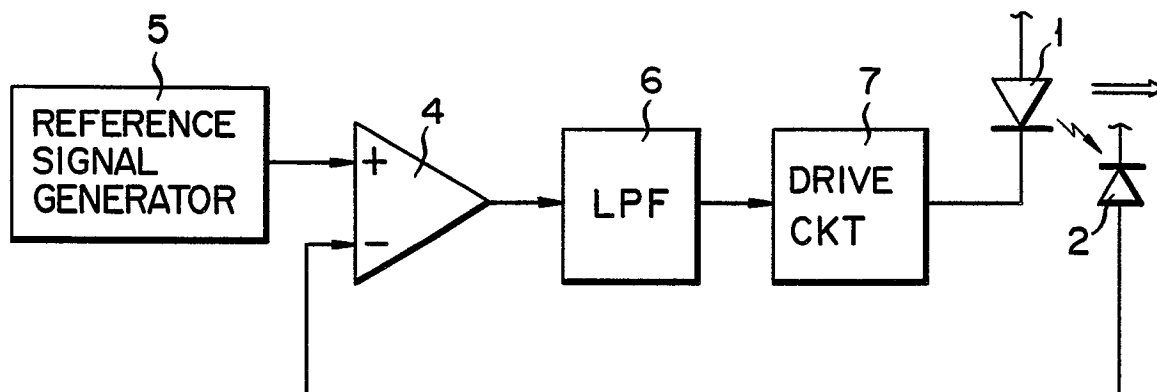 5
REFERENCE
SIGNAL
GENERATOR
+
−
4
6
LPF
7
DRIVE
CKT
1
2